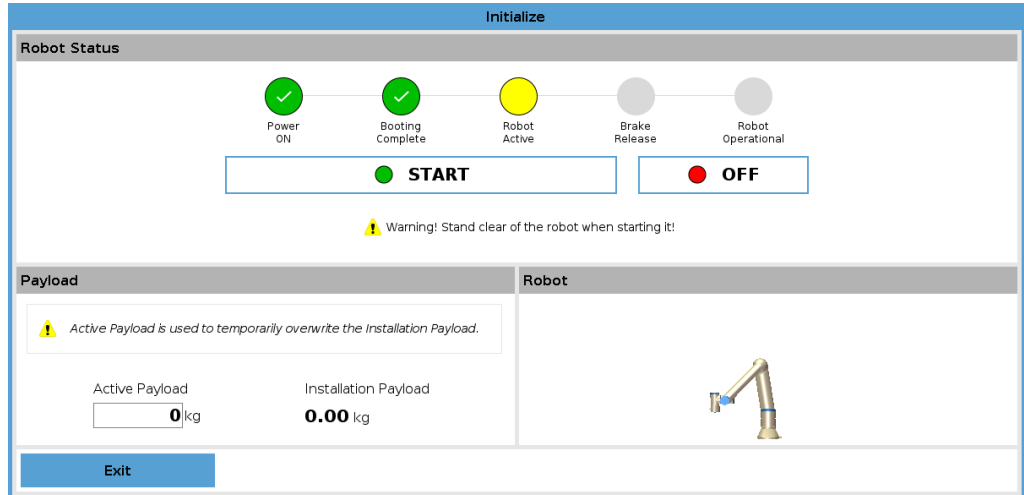 Initialize
Robot Status
Power
ON
Booting
Complete
Robot
Active
Brake
Release
Robot
Operational
START
OFF
Warning! Stand clear of the robot when starting it!
Payload
Robot
Active Payload is used to temporarily overwrite the Installation Payload.
Active Payload
Installation Payload
0 kg
0.00 kg
Exit